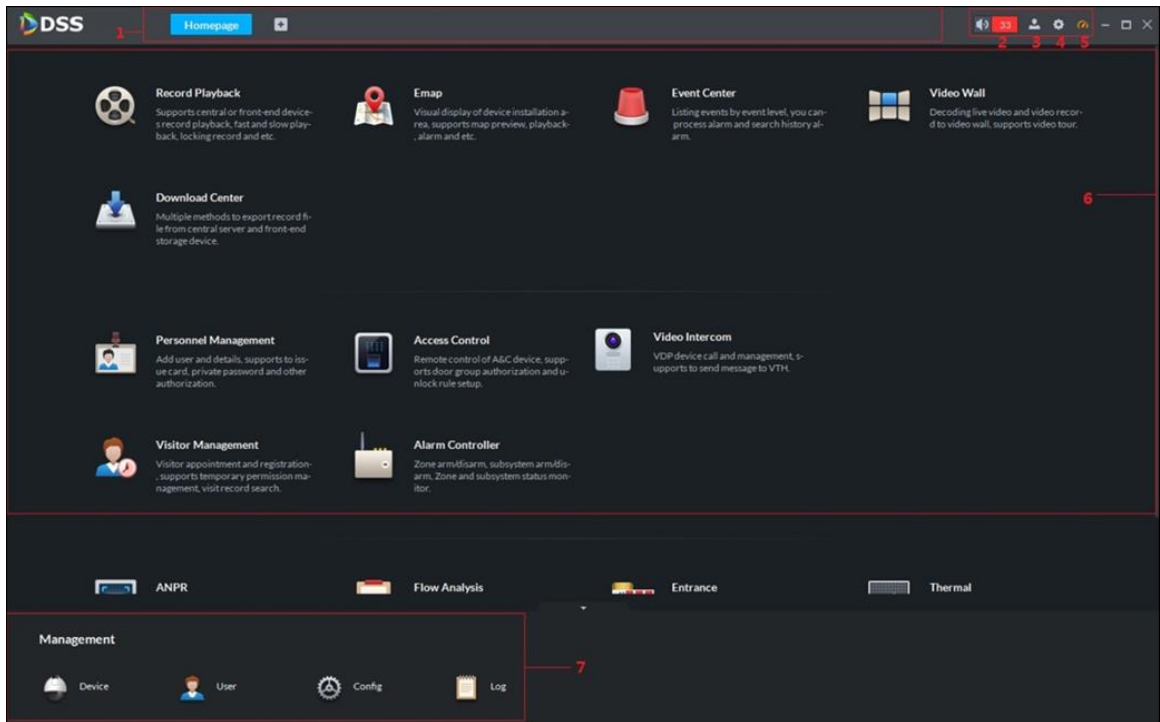 DSS
1
Homepage
33
2 3 4 5
Record Playback
Supports central or front-end device-
s record playback, fast and slow play-
back, locking record and etc.
Emap
Visual display of device installation a-
rea, supports map preview, playback-
, alarm and etc.
Event Center
Listing events by event level, you can-
process alarm and search history al-
arm.
Video Wall
Decoding live video and video recor-
d to video wall, supports video tour.
6
Download Center
Multiple methods to export record fi-
le from central server and front-end
storage device.
Personnel Management
Add user and details, supports to iss-
ue card, private password and other
authorization.
Access Control
Remote control of A&C device, supp-
orts door group authorization and u-
nlock rule setup.
Video Intercom
VDP device call and management, s-
upports to send message to VTH.
Visitor Management
Visitor appointment and registration-
, supports temporary permission ma-
nagement, visit record search.
Alarm Controller
Zone arm/disarm, subsystem arm/dis-
arm, Zone and subsystem status mon-
itor.
ANPR
Flow Analysis
Entrance
Thermal
Management
7
Device
User
Config
Log